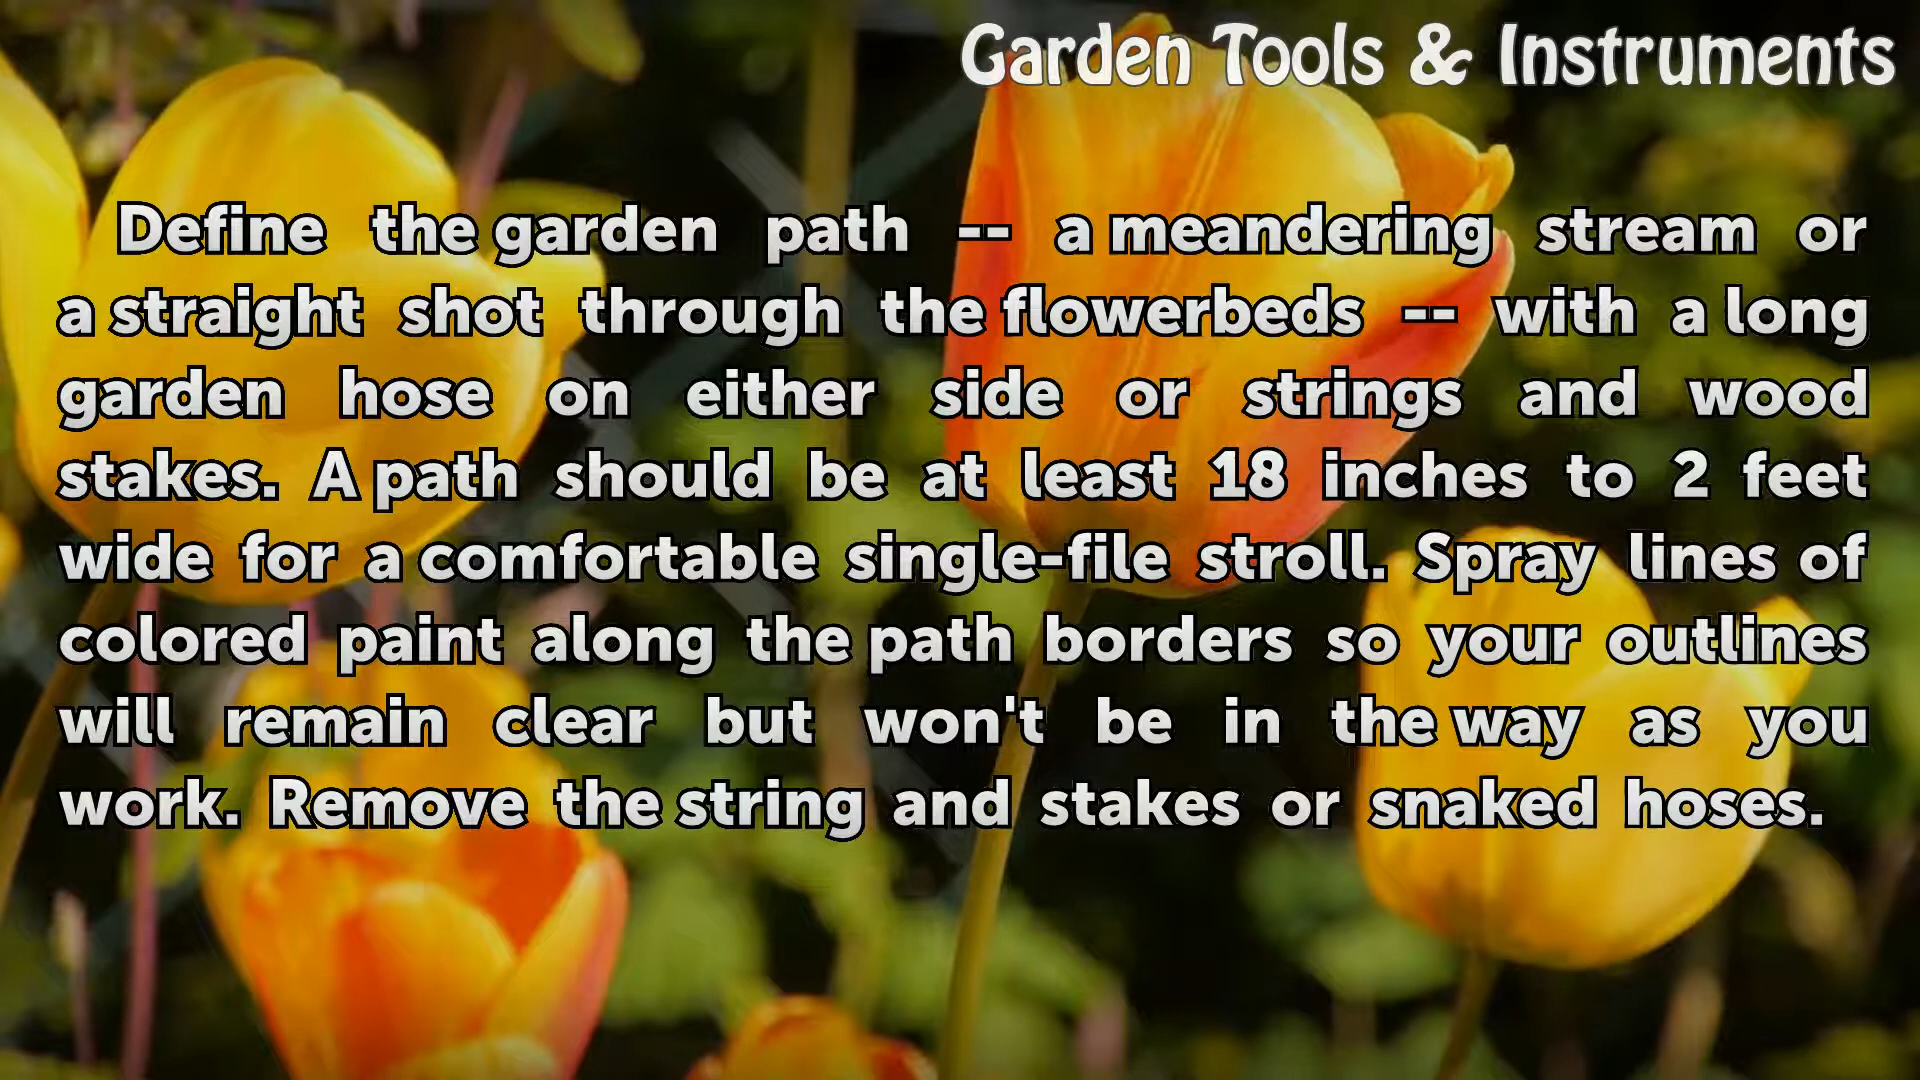 Garden Tools & Instruments
Define the garden path -- a meandering stream or
a straight shot through the flowerbeds -- with a long
garden hose on either side or strings and wood
stakes. A path should be at least 18 inches to 2 feet
wide for a comfortable single-file stroll. Spray lines of
colored paint along the path borders so your outlines
will remain clear but won't be in the way as you
work. Remove the string and stakes or snaked hoses.